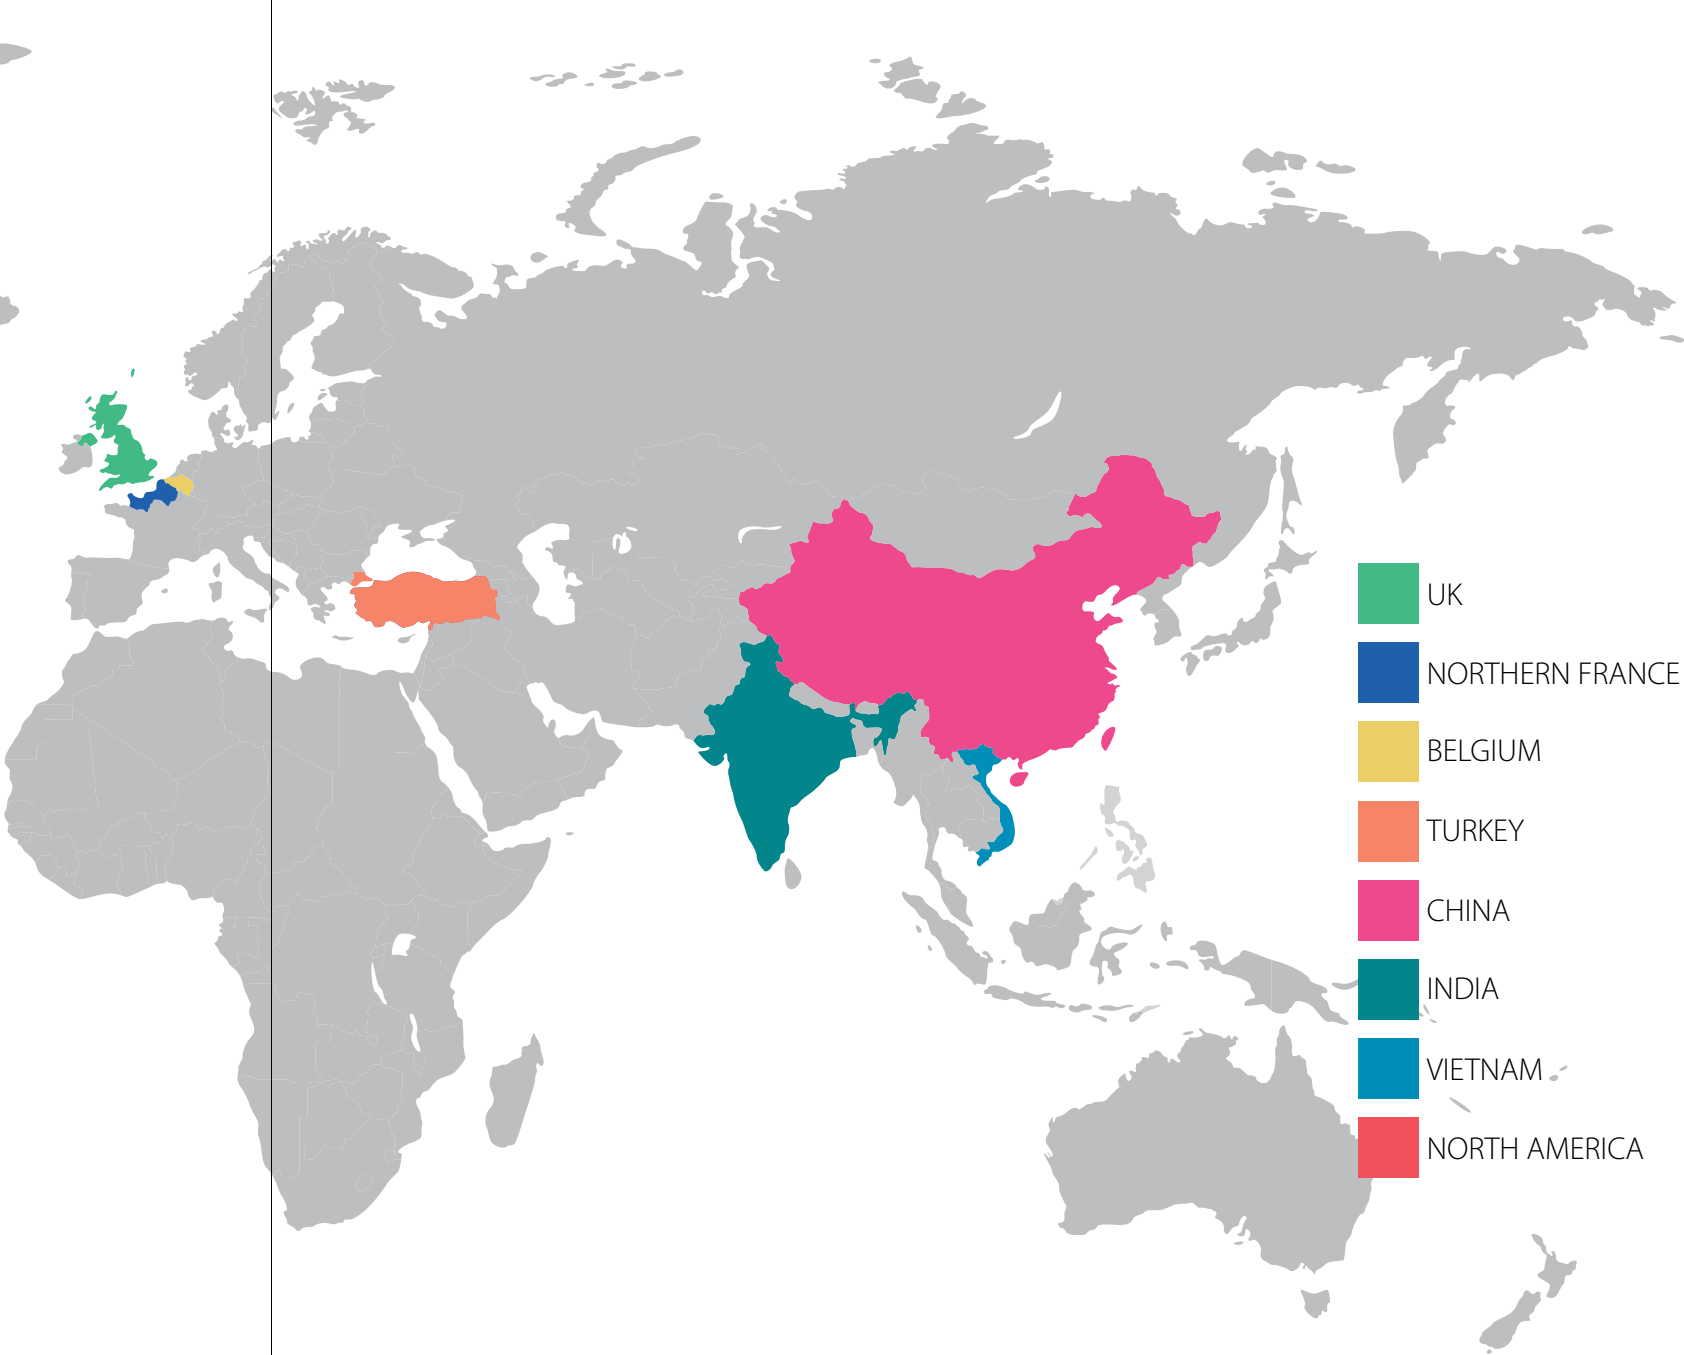 UK
NORTHERN FRANCE
BELGIUM
TURKEY
CHINA
INDIA
VIETNAM
NORTH AMERICA